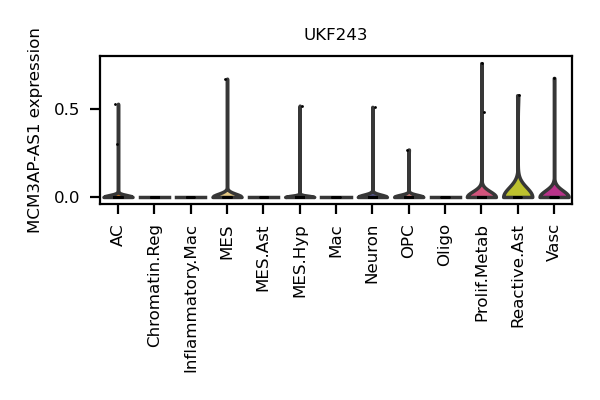 UKF243
MCM3AP-AS1 expression
0.5
0.0
AC
Chromatin.Reg
Inflammatory.Mac
MES
MES.Ast
MES.Hyp
Mac
Neuron
OPC
Oligo
Prolif.Metab
Reactive.Ast
Vasc